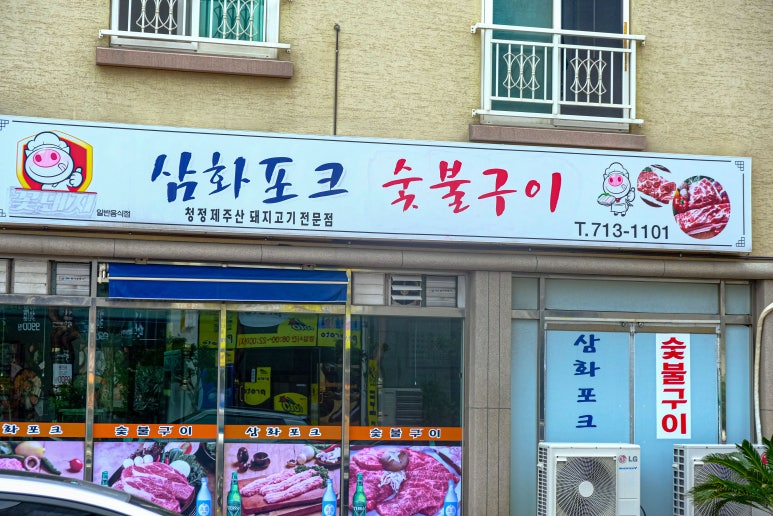 삼화포크 숯불구이
청정제주산 돼지고기 전문점
일반음식점
T.713-1101
삼화포크
숯불구이
삼화포크
숯불구이
삼화포크
숯불구이
LG